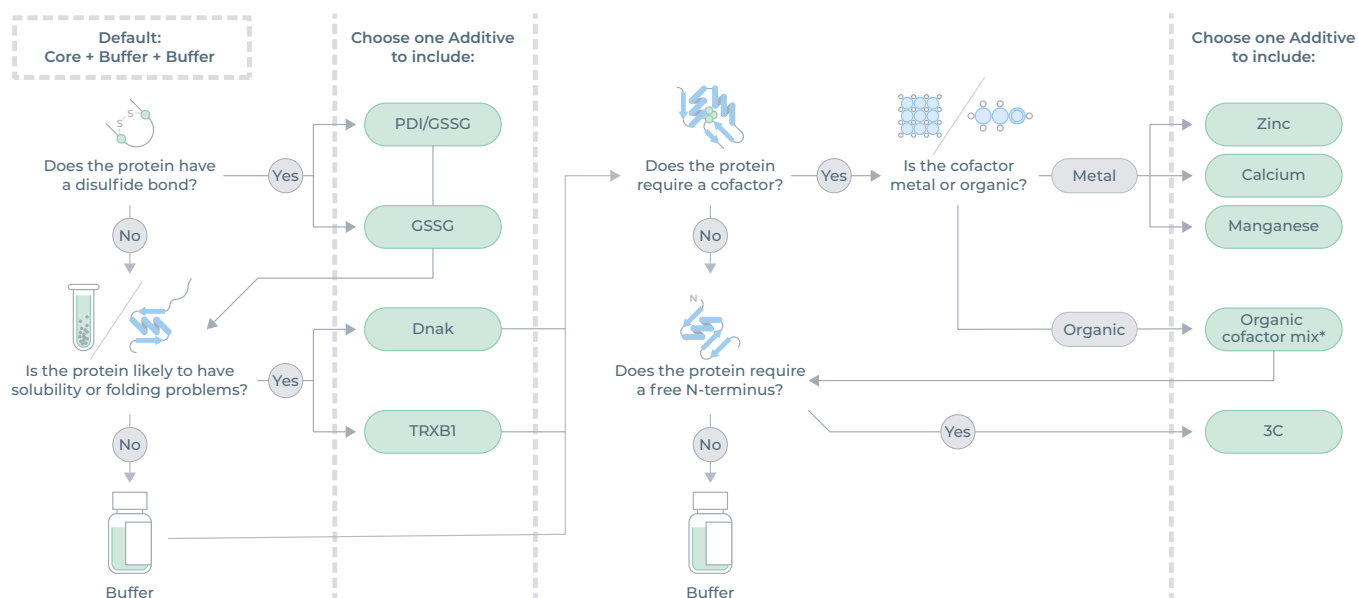 Default:
Core + Buffer + Buffer
S
S
Does the protein have
a disulfide bond?
Yes
No
Is the protein likely to have
solubility or folding problems?
Yes
No
Buffer
Choose one Additive
to include:
PDI/GSSG
GSSG
Dnak
TRXB1
Does the protein
require a cofactor?
Yes
No
Is the cofactor
metal or organic?
Metal
Organic
N
Does the protein require
a free N-terminus?
Yes
No
Buffer
Choose one Additive
to include:
Zinc
Calcium
Manganese
Organic
cofactor mix*
3C